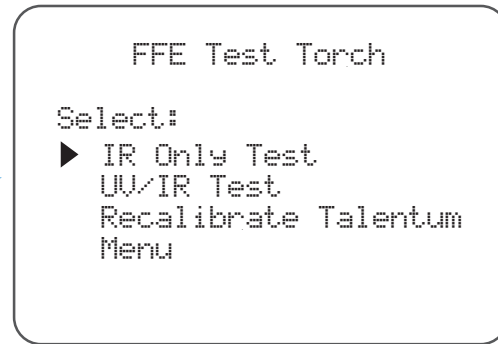 FFE Test Torch
Select:
IR Only Test
UV/IR Test
Recalibrate Talentum
Menu